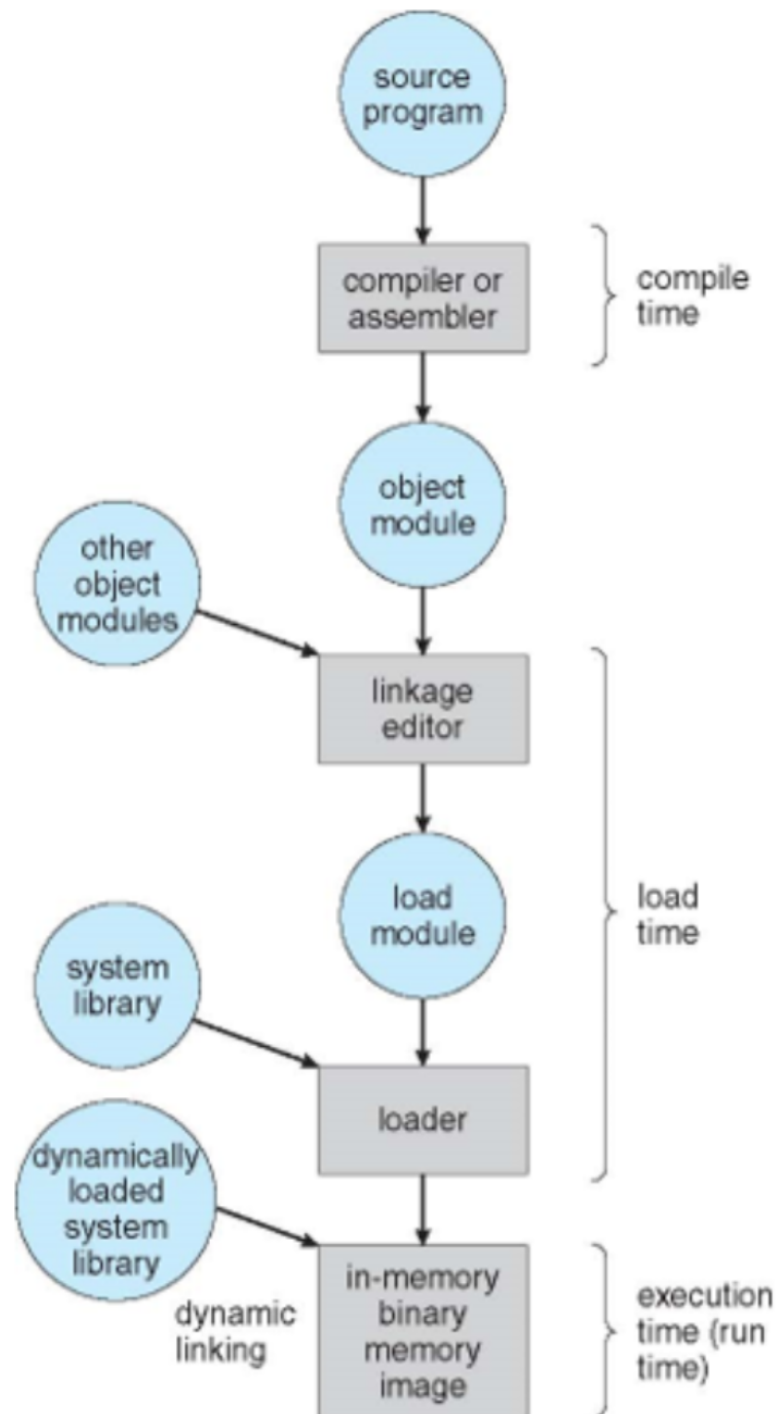 source
program
compiler or
assembler
compile
time
object
module
other
object
modules
linkage
editor
load
module
load
time
system
library
loader
dynamically
loaded
system
library
dynamic
linking
in-memory
binary
memory
image
execution
time (run
time)